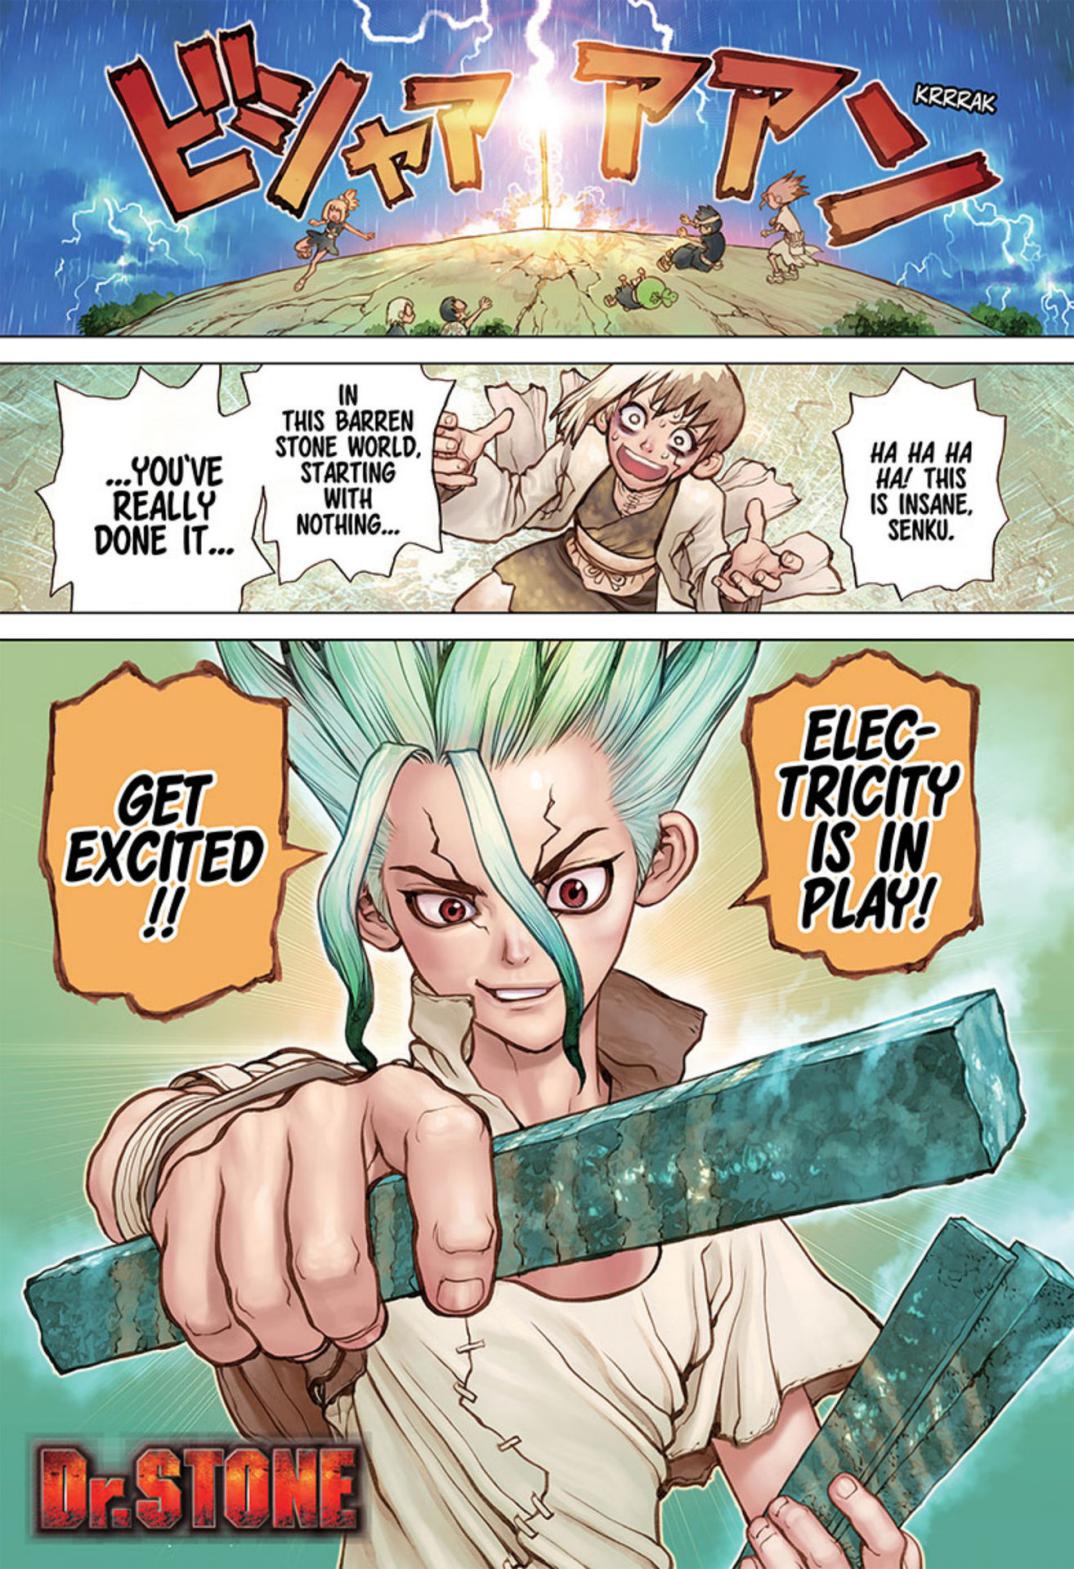 ビシャアアアン
KRRRAK
HA HA HA
HA! THIS
IS INSANE,
SENKU.
IN
THIS BARREN
STONE WORLD,
STARTING
WITH
NOTHING...
...YOU'VE
REALLY
DONE IT...
ELEC-
TRICITY
IS IN
PLAY!
GET
EXCITED
!!
Dr.STONE